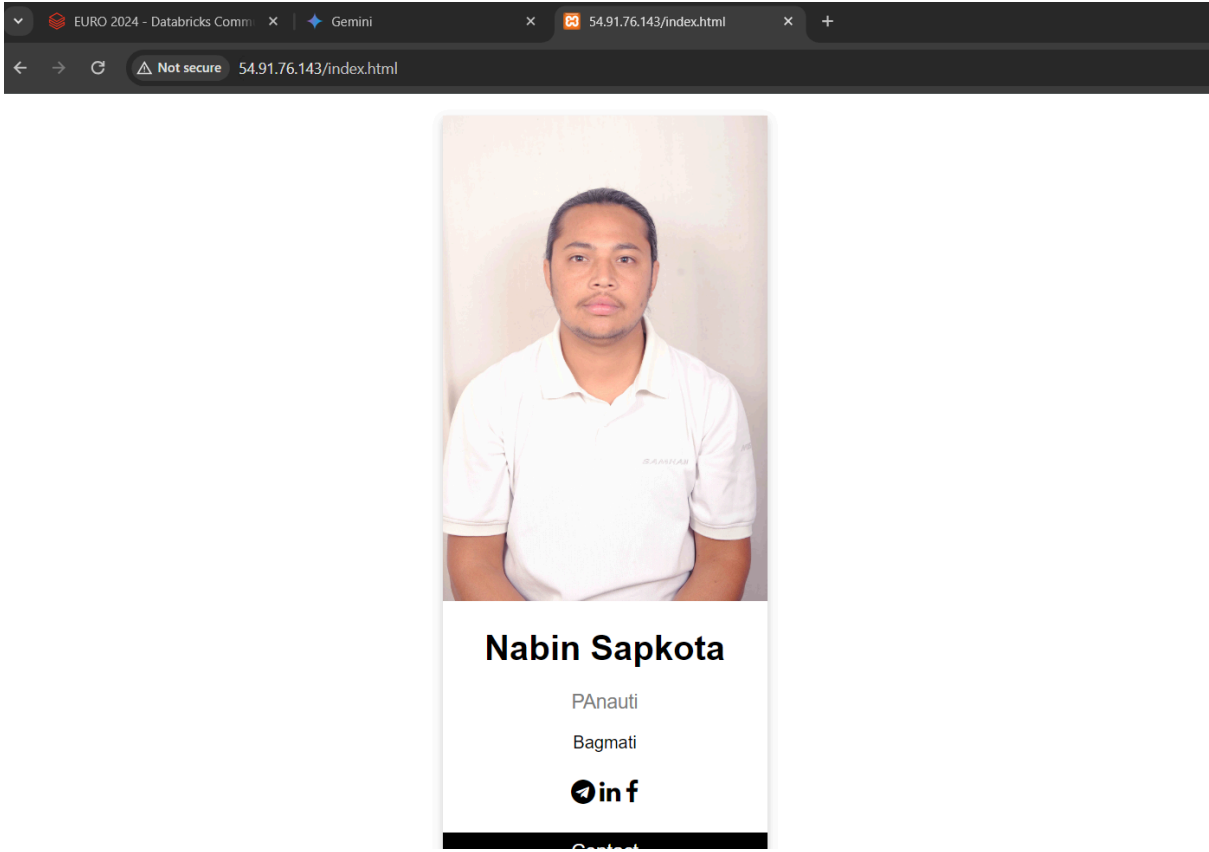 EURO 2024 - Databricks Comm
Gemini
54.91.76.143/index.html
Not secure
54.91.76.143/index.html
Nabin Sapkota
PAnauti
Bagmati
in f
Contact